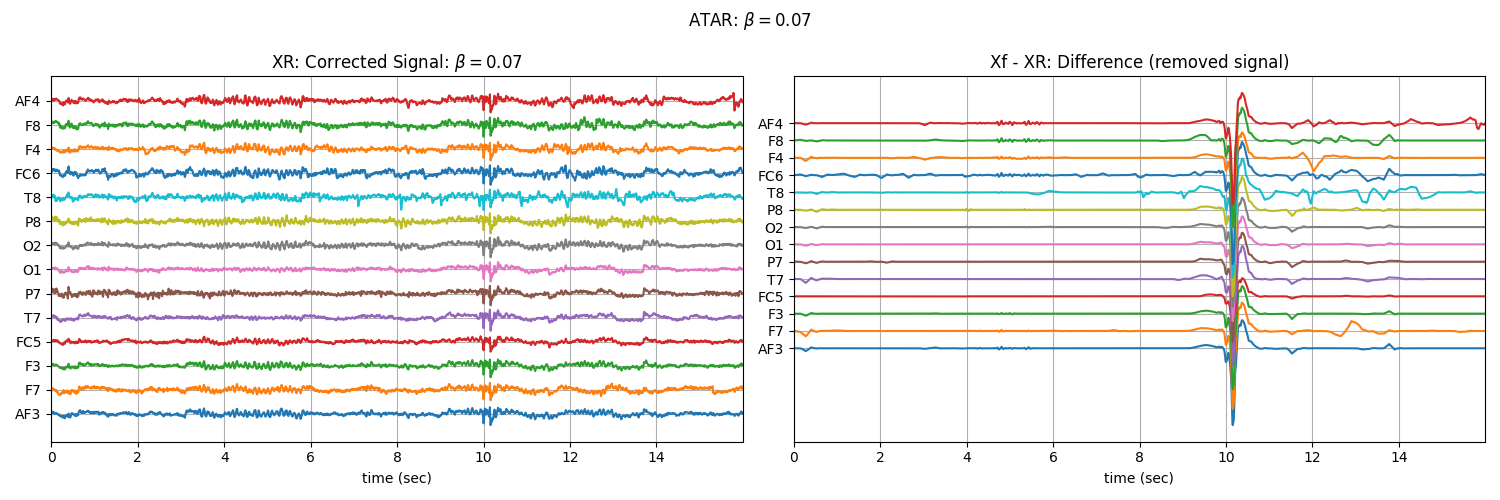 ATAR: β = 0.07
XR: Corrected Signal: β = 0.07
AF4
F8
F4
FC6
T8
P8
O2
O1
P7
T7
FC5
F3
F7
AF3
0 2 4 6 8 10 12 14
time (sec)
Xf - XR: Difference (removed signal)
AF4
F8
F4
FC6
T8
P8
O2
O1
P7
T7
FC5
F3
F7
AF3
0 2 4 6 8 10 12 14
time (sec)